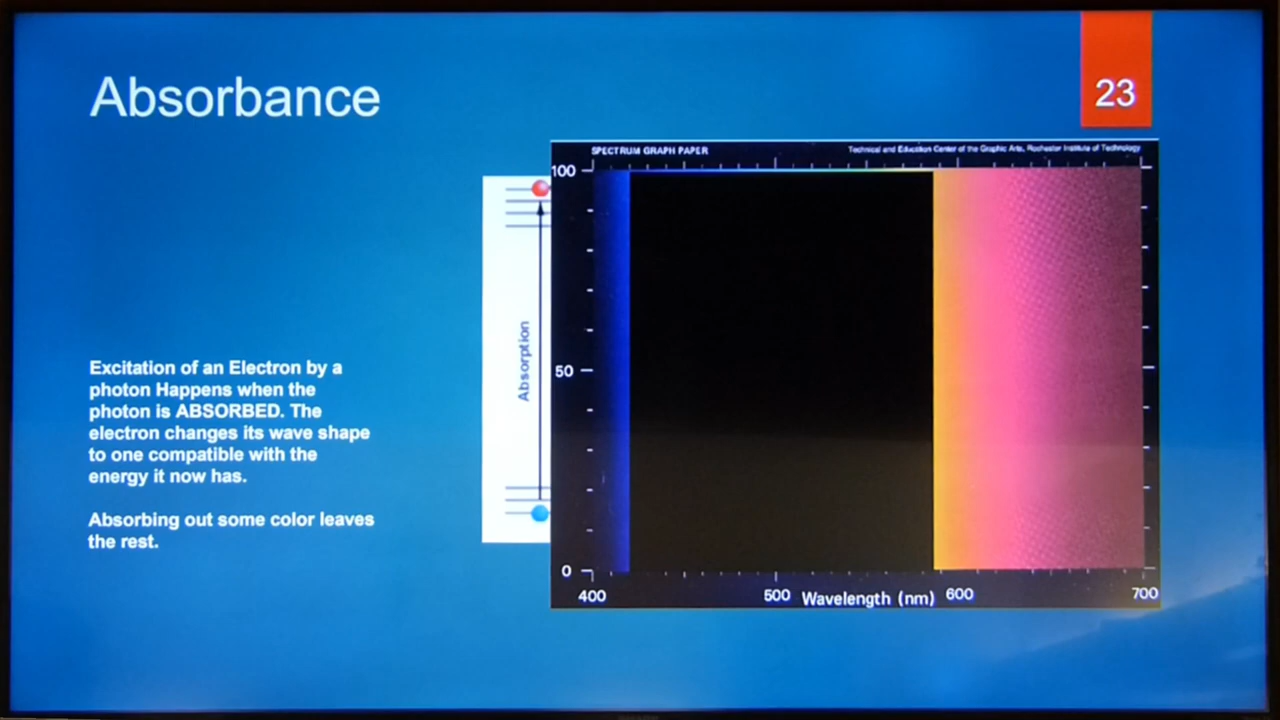 Absorbance
23
SPECTRUM GRAPH PAPER
Technical and Education Center of the Graphic Arts, Rochester Institute of Technology
100
50
0
400
500
Wavelength (nm)
600
700
Absorption
Excitation of an Electron by a
photon Happens when the
photon is ABSORBED. The
electron changes its wave shape
to one compatible with the
energy it now has.
Absorbing out some color leaves
the rest.